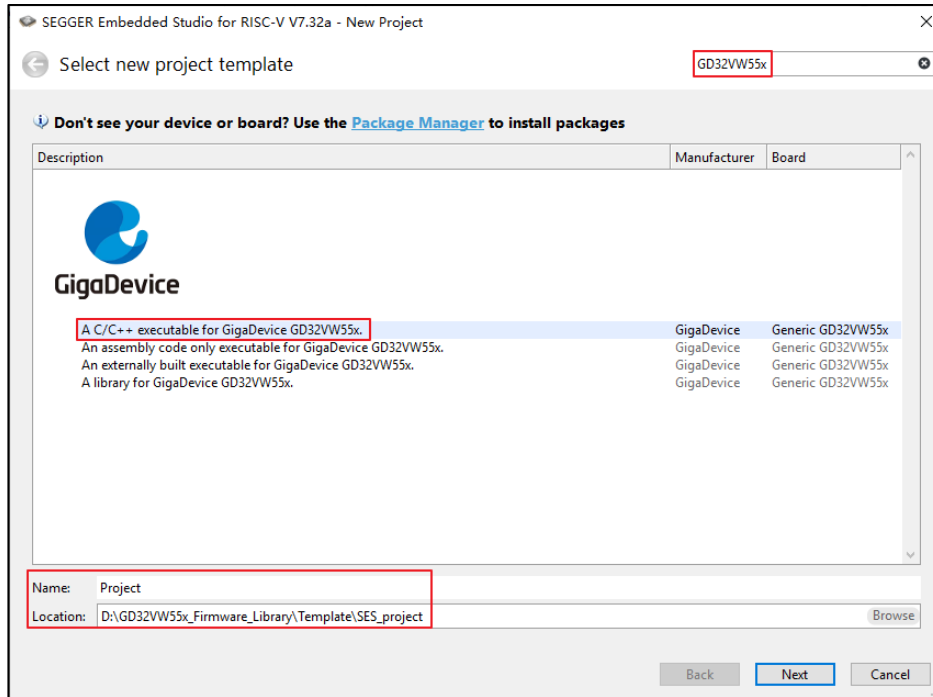 SEGGER Embedded Studio for RISC-V V7.32a - New Project
Select new project template
GD32VW55x
Don't see your device or board? Use the Package Manager to install packages
Description Manufacturer Board
GigaDevice
A C/C++ executable for GigaDevice GD32VW55x. GigaDevice Generic GD32VW55x
An assembly code only executable for GigaDevice GD32VW55x. GigaDevice Generic GD32VW55x
An externally built executable for GigaDevice GD32VW55x. GigaDevice Generic GD32VW55x
A library for GigaDevice GD32VW55x. GigaDevice Generic GD32VW55x
Name: Project
Location: D:\GD32VW55x_Firmware_Library\Template\SES_project Browse
Back Next Cancel